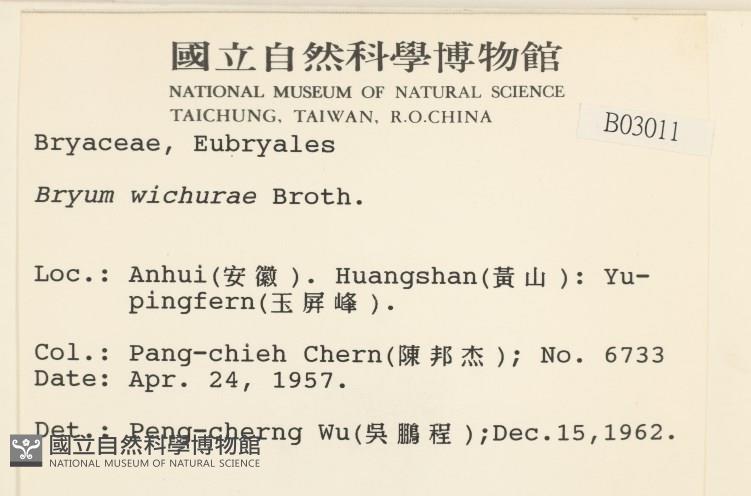 國立自然科學博物館
NATIONAL MUSEUM OF NATURAL SCIENCE
TAICHUNG, TAIWAN, R.O.CHINA
B03011
Bryaceae, Eubryales
Bryum wichurae Broth.
Loc.: Anhui(安徽). Huangshan(黃山): Yu-
pingfern(玉屏峰).
Col.: Pang-chieh Chern(陳邦杰); No. 6733
Date: Apr. 24, 1957.
Det.: Peng-cherng Wu(吳鵬程);Dec.15,1962.
國立自然科學博物館
NATIONAL MUSEUM OF NATURAL SCIENCE